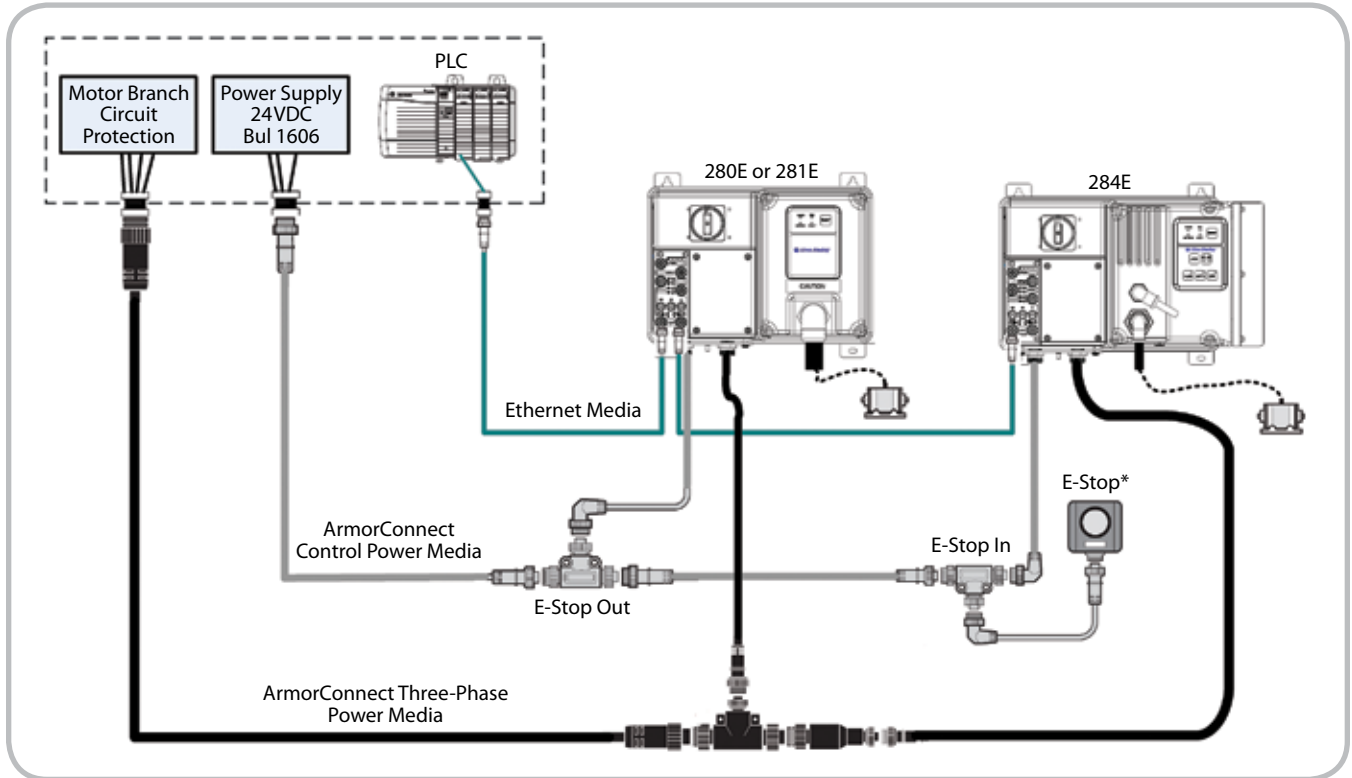 PLC
Motor Branch
Circuit
Protection
Power Supply
24VDC
Bul 1606
280E or 281E
284E
CAUTION
Ethernet Media
E-Stop*
ArmorConnect
Control Power Media
E-Stop In
E-Stop Out
ArmorConnect Three-Phase
Power Media